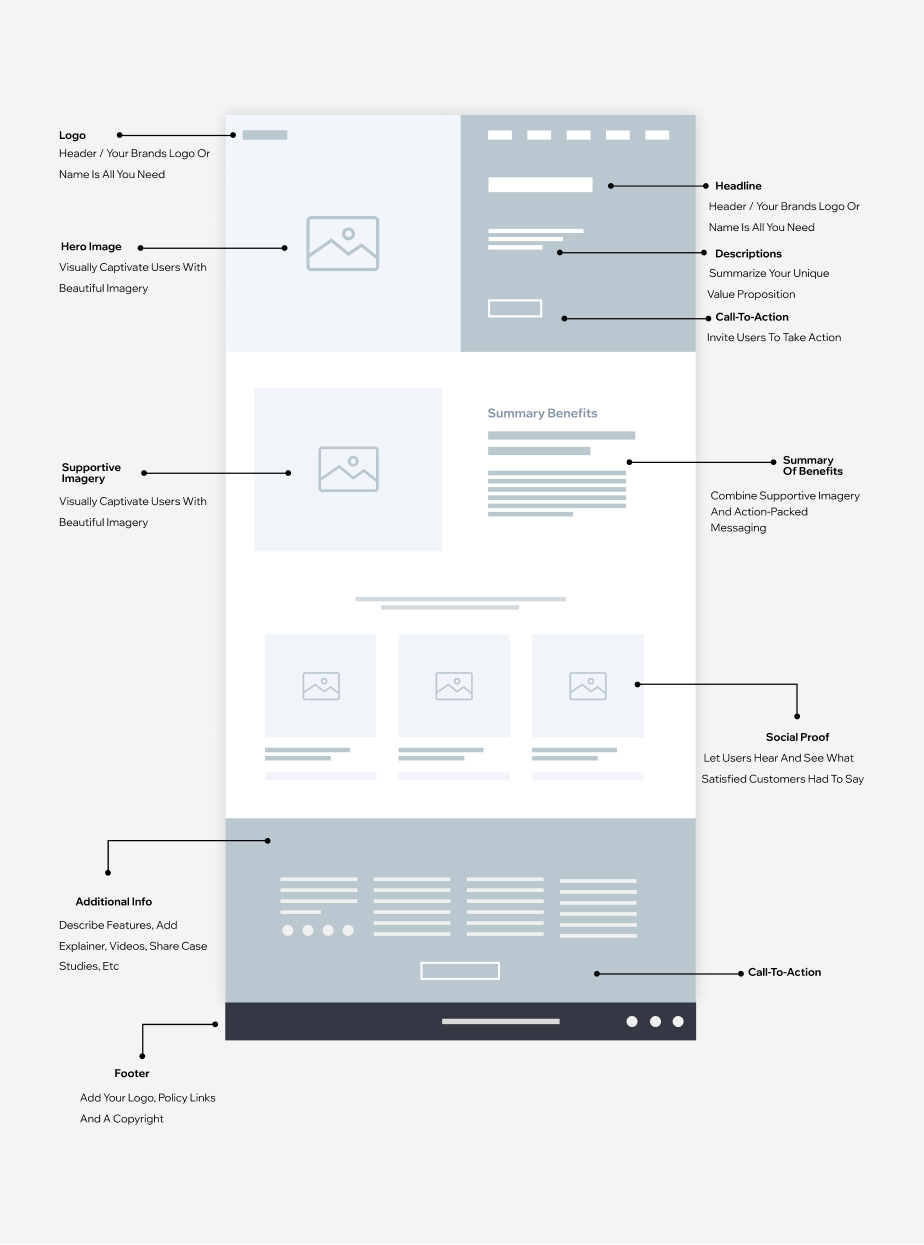 Logo
Header / Your Brands Logo Or
Name Is All You Need
Headline
Header / Your Brands Logo Or
Name Is All You Need
Hero Image
Visually Captivate Users With
Beautiful Imagery
Descriptions
Summarize Your Unique
Value Proposition
Call-To-Action
Invite Users To Take Action
Summary Benefits
Supportive
Imagery
Visually Captivate Users With
Beautiful Imagery
Summary
Of Benefits
Combine Supportive Imagery
And Action-Packed
Messaging
Social Proof
Let Users Hear And See What
Satisfied Customers Had To Say
Additional Info
Describe Features, Add
Explainer, Videos, Share Case
Studies, Etc
Call-To-Action
Footer
Add Your Logo, Policy Links
And A Copyright